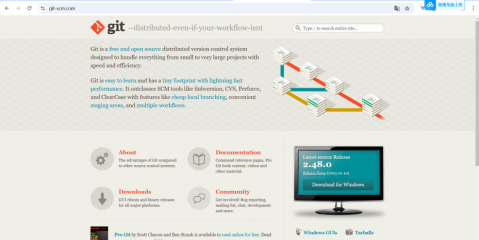 git-scm.com
git --distributed-even-if-your-workflow-isnt
Type / to search entire site...
Git is a free and open source distributed version control system
designed to handle everything from small to very large projects with
speed and efficiency.
Git is easy to learn and has a tiny footprint with lightning fast
performance. It outclasses SCM tools like Subversion, CVS, Perforce,
and ClearCase with features like cheap local branching, convenient
staging areas, and multiple workflows.
About
The advantages of Git compared
to other source control systems.
Documentation
Command reference pages, Pro
Git book content, videos and
other material.
Downloads
GUI clients and binary releases
for all major platforms.
Community
Get involved! Bug reporting,
mailing list, chat, development
and more.
Latest source Release
2.48.0
Release Notes
Download for Windows
Windows GUIs
Tarballs
Pro Git by Scott Chacon and Ben Straub is available to read online for free. Dead